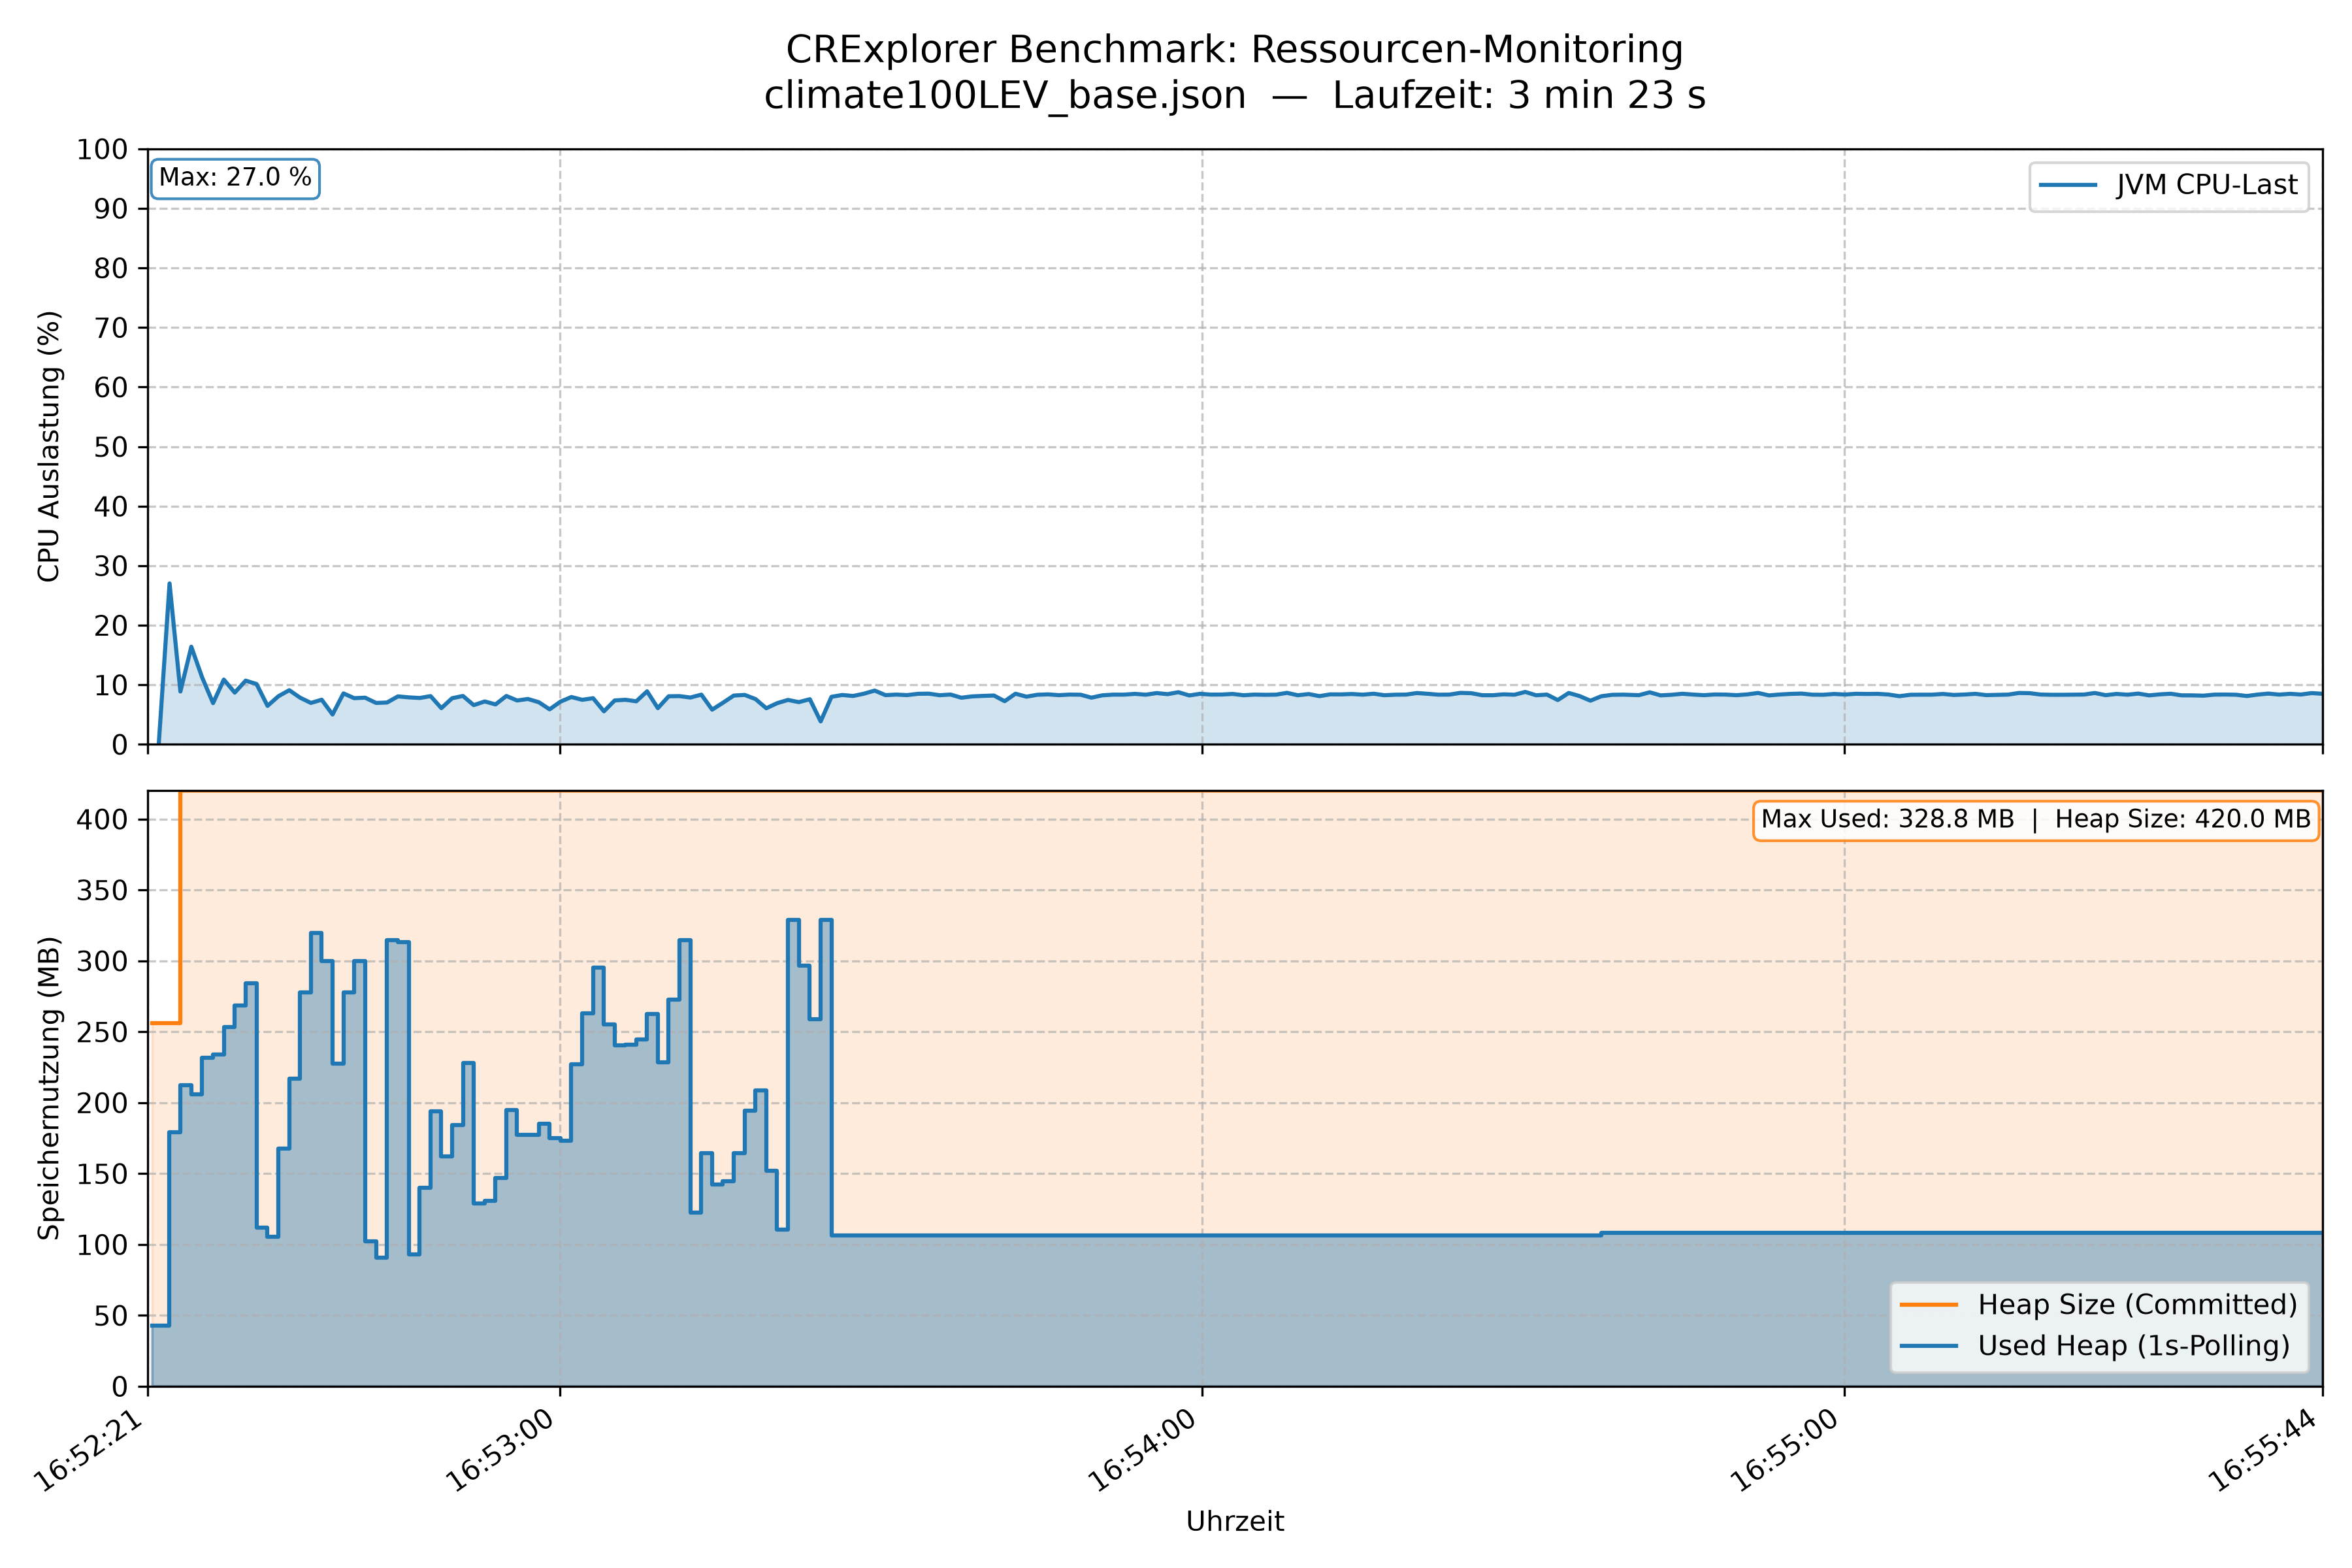 CRExplorer Benchmark: Ressourcen-Monitoring
climate100LEV_base.json — Laufzeit: 3 min 23 s
100
90
80
70
60
50
40
30
20
10
0
CPU Auslastung (%)
Max: 27.0 %
JVM CPU-Last
400
350
300
250
200
150
100
50
0
Speichernutzung (MB)
Max Used: 328.8 MB | Heap Size: 420.0 MB
Heap Size (Committed)
Used Heap (1s-Polling)
16:52:21
16:53:00
16:54:00
16:55:00
16:55:44
Uhrzeit